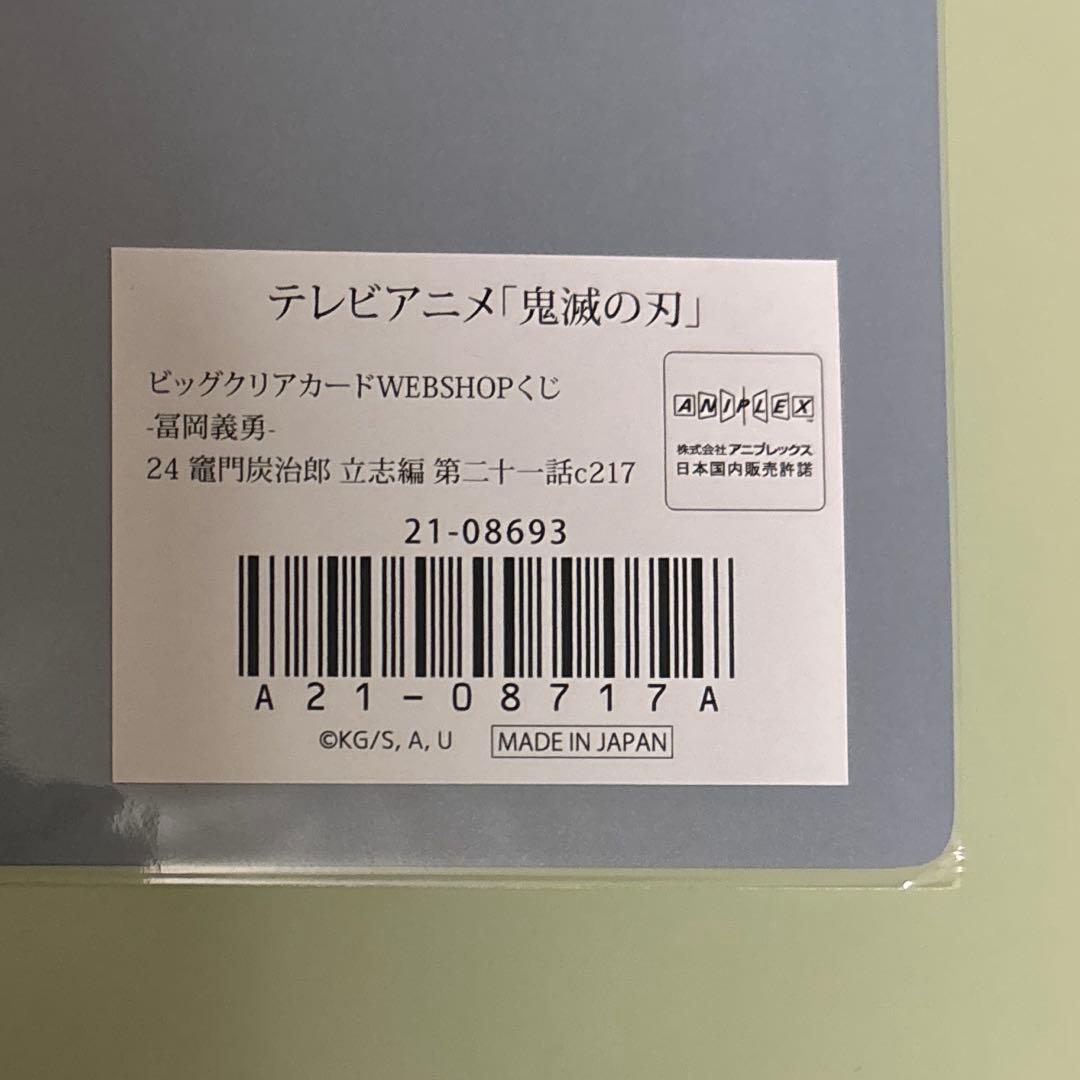 テレビアニメ「鬼滅の刃」
ビッグクリアカードWEBSHOPくじ
-冨岡義勇-
24 竈門炭治郎 立志編 第二十一話c217
ANIPLEX
株式会社アニプレックス
日本国内販売許諾
21-08693
A21-08717A
©KG/S, A, U
MADE IN JAPAN